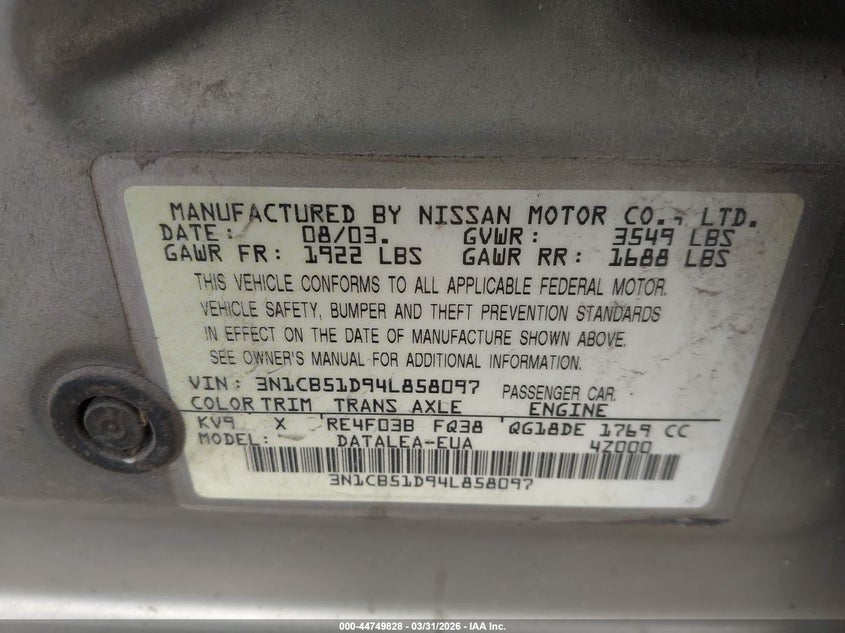 MANUFACTURED BY NISSAN MOTOR CO., LTD.
DATE: 08/03. GVWR: 3549 LBS
GAWR FR: 1922 LBS GAWR RR: 1688 LBS
THIS VEHICLE CONFORMS TO ALL APPLICABLE FEDERAL MOTOR
VEHICLE SAFETY, BUMPER AND THEFT PREVENTION STANDARDS
IN EFFECT ON THE DATE OF MANUFACTURE SHOWN ABOVE.
SEE OWNER'S MANUAL FOR ADDITIONAL INFORMATION.
VIN: 3N1CB51D94L858097 PASSENGER CAR.
COLOR TRIM TRANS AXLE ENGINE
KV9 X RE4F03B FQ38 QG18DE 1769 CC
MODEL: DATALEA-EUA 4Z000
3N1CB51D94L858097
000-44749828 - 03/31/2026 - IAA Inc.